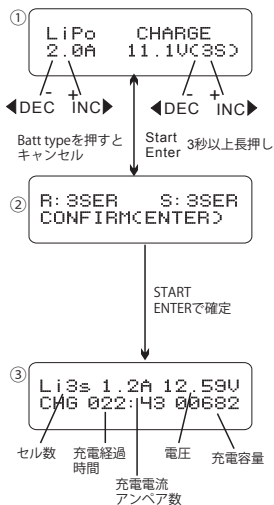 ①
LiPo CHARGE
2.0A 11.1V(3S)
- + - +
◀DEC INC▶ ◀DEC INC▶
Batt typeを押すと
キャンセル
Start
Enter
3秒以上長押し
②
R:3SER S:3SER
CONFIRM(ENTER)
START
ENTERで確定
③
Li3s 1.2A 12.59V
CHG 022:43 00682
セル数
充電経過
時間
充電電流
アンペア数
電圧
充電容量